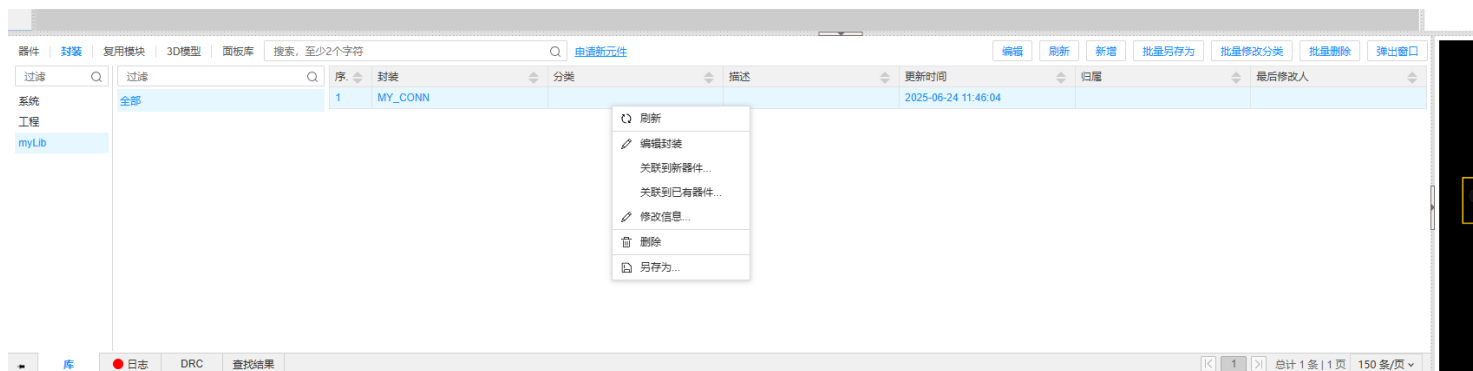 器件 封装 复用模块 3D模型 面板库 搜索，至少2个字符 申请新元件 编辑 刷新 新增 批量另存为 批量修改分类 批量删除 弹出窗口
过滤 过滤 序. 封装 分类 描述 更新时间 归属 最后修改人
系统 全部 1 MY_CONN 2025-06-24 11:46:04
工程
myLib
刷新
编辑封装
关联到新器件...
关联到已有器件...
修改信息...
删除
另存为...
库 日志 DRC 查找结果 1 总计 1 条 | 1 页 150 条/页